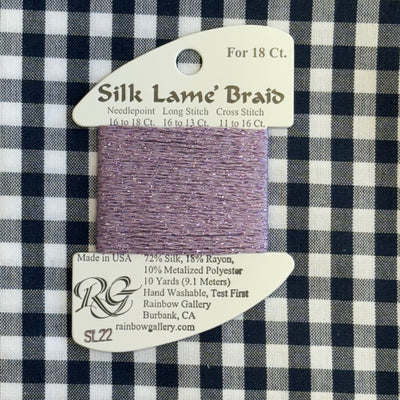 For 18 Ct.
Silk Lame' Braid
Needlepoint Long Stitch Cross Stitch
16 to 18 Ct. 16 to 13 Ct. 11 to 16 Ct.
Made in USA 72% Silk, 18% Rayon,
10% Metalized Polyester
10 Yards (9.1 Meters)
RG Hand Washable, Test First
Rainbow Gallery
Burbank, CA
SL22 rainbowgallery.com